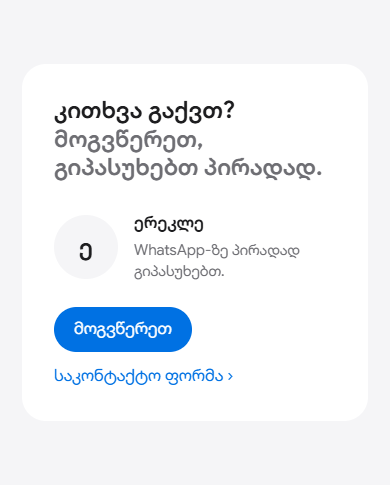 კითხვა გაქვთ?
მოგვწერეთ,
გიპასუხებთ პირადად.
ე
ერეკლე
WhatsApp-ზე პირადად
გიპასუხებთ.
მოგვწერეთ
საკონტაქტო ფორმა ›